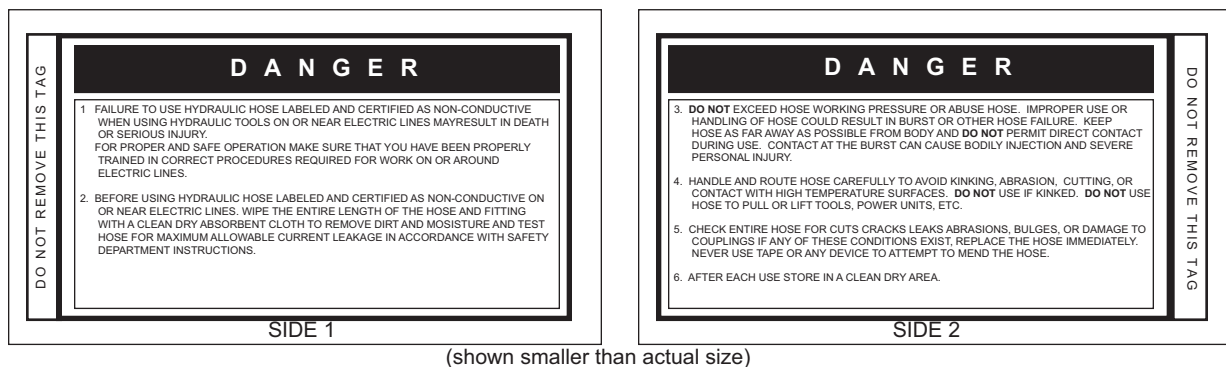 DO NOT REMOVE THIS TAG
D A N G E R
1 FAILURE TO USE HYDRAULIC HOSE LABELED AND CERTIFIED AS NON-CONDUCTIVE
WHEN USING HYDRAULIC TOOLS ON OR NEAR ELECTRIC LINES MAYRESULT IN DEATH
OR SERIOUS INJURY.
FOR PROPER AND SAFE OPERATION MAKE SURE THAT YOU HAVE BEEN PROPERLY
TRAINED IN CORRECT PROCEDURES REQUIRED FOR WORK ON OR AROUND
ELECTRIC LINES.
2. BEFORE USING HYDRAULIC HOSE LABELED AND CERTIFIED AS NON-CONDUCTIVE ON
OR NEAR ELECTRIC LINES. WIPE THE ENTIRE LENGTH OF THE HOSE AND FITTING
WITH A CLEAN DRY ABSORBENT CLOTH TO REMOVE DIRT AND MOSISTURE AND TEST
HOSE FOR MAXIMUM ALLOWABLE CURRENT LEAKAGE IN ACCORDANCE WITH SAFETY
DEPARTMENT INSTRUCTIONS.
SIDE 1
D A N G E R
3. DO NOT EXCEED HOSE WORKING PRESSURE OR ABUSE HOSE. IMPROPER USE OR
HANDLING OF HOSE COULD RESULT IN BURST OR OTHER HOSE FAILURE. KEEP
HOSE AS FAR AWAY AS POSSIBLE FROM BODY AND DO NOT PERMIT DIRECT CONTACT
DURING USE. CONTACT AT THE BURST CAN CAUSE BODILY INJECTION AND SEVERE
PERSONAL INJURY.
4. HANDLE AND ROUTE HOSE CAREFULLY TO AVOID KINKING, ABRASION, CUTTING, OR
CONTACT WITH HIGH TEMPERATURE SURFACES. DO NOT USE IF KINKED. DO NOT USE
HOSE TO PULL OR LIFT TOOLS, POWER UNITS, ETC.
5. CHECK ENTIRE HOSE FOR CUTS CRACKS LEAKS ABRASIONS, BULGES, OR DAMAGE TO
COUPLINGS IF ANY OF THESE CONDITIONS EXIST, REPLACE THE HOSE IMMEDIATELY.
NEVER USE TAPE OR ANY DEVICE TO ATTEMPT TO MEND THE HOSE.
6. AFTER EACH USE STORE IN A CLEAN DRY AREA.
DO NOT REMOVE THIS TAG
SIDE 2
(shown smaller than actual size)